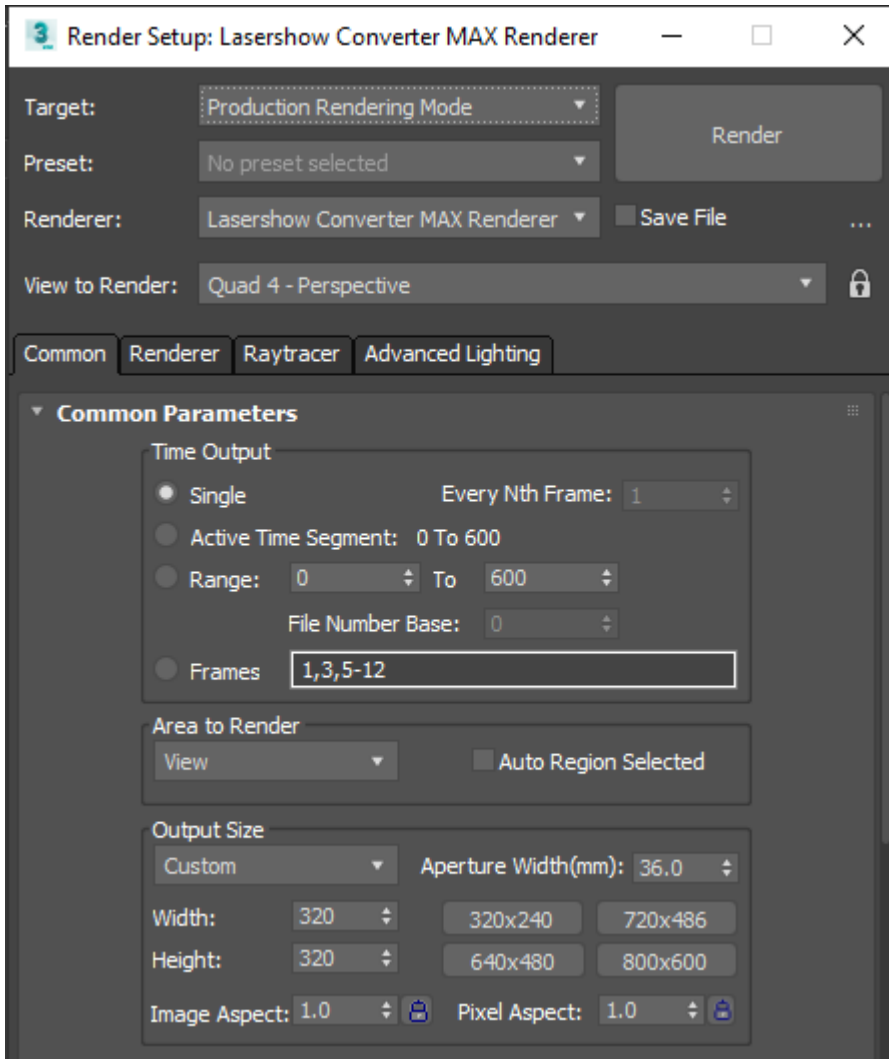 Render Setup: Lasershow Converter MAX Renderer
Target: Production Rendering Mode
Render
Preset: No preset selected
Renderer: Lasershow Converter MAX Renderer Save File ...
View to Render: Quad 4 - Perspective
Common Renderer Raytracer Advanced Lighting
Common Parameters
Time Output
Single Every Nth Frame: 1
Active Time Segment: 0 To 600
Range: 0 To 600
File Number Base: 0
Frames 1,3,5-12
Area to Render
View Auto Region Selected
Output Size
Custom Aperture Width(mm): 36.0
Width: 320 320x240 720x486
Height: 320 640x480 800x600
Image Aspect: 1.0 Pixel Aspect: 1.0